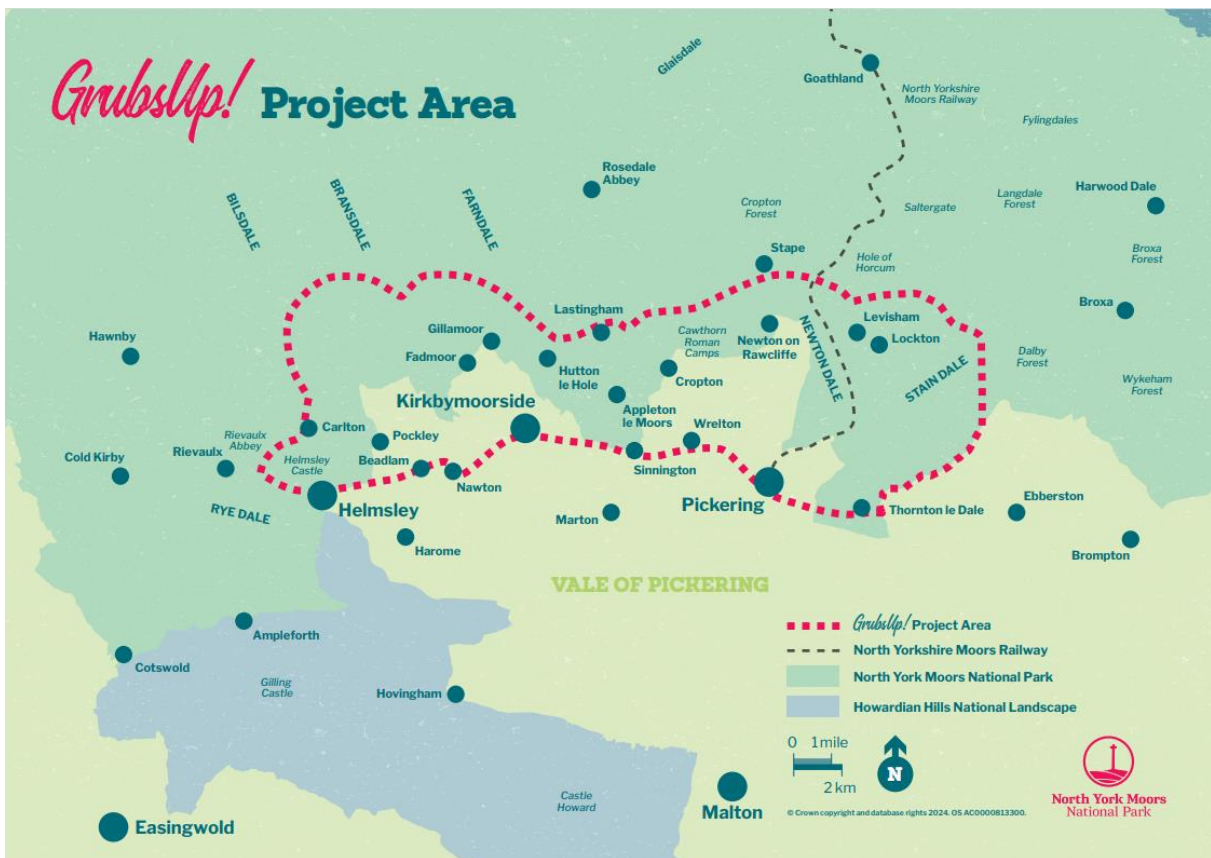 GrubsUp! Project Area
Glaisdale
Goathland
North Yorkshire
Moors Railway
Fylingdales
Rosedale
Abbey
BILSDALE
BRANSDALE
FARNDALE
Cropton
Forest
Saltergate
Langdale
Forest
Harwood Dale
Stape
Hole of
Horcum
Broxa
Forest
Broxa
Lastingham
Hawnby
Gillamoor
Fadmoor
Hutton
le Hole
Cawthorn
Roman
Camps
Cropton
Newton on
Rawcliffe
NEWTON DALE
Levisham
Lockton
STAIN DALE
Dalby
Forest
Wykeham
Forest
Kirkbymoorside
Appleton
le Moors
Wrelton
Carlton
Pockley
Rievaulx
Abbey
Cold Kirby
Rievaulx
Helmsley
Castle
Beadlam
Nawton
Sinnington
RYE DALE
Helmsley
Marton
Pickering
Thornton le Dale
Ebberston
Harome
Brompton
VALE OF PICKERING
Ampleforth
Cotswold
Gilling
Castle
Hovingham
Castle
Howard
Malton
Easingwold
GrubsUp! Project Area
North Yorkshire Moors Railway
North York Moors National Park
Howardian Hills National Landscape
0 1 mile
2 km
N
© Crown copyright and database rights 2024. OS AC0000813300.
North York Moors
National Park